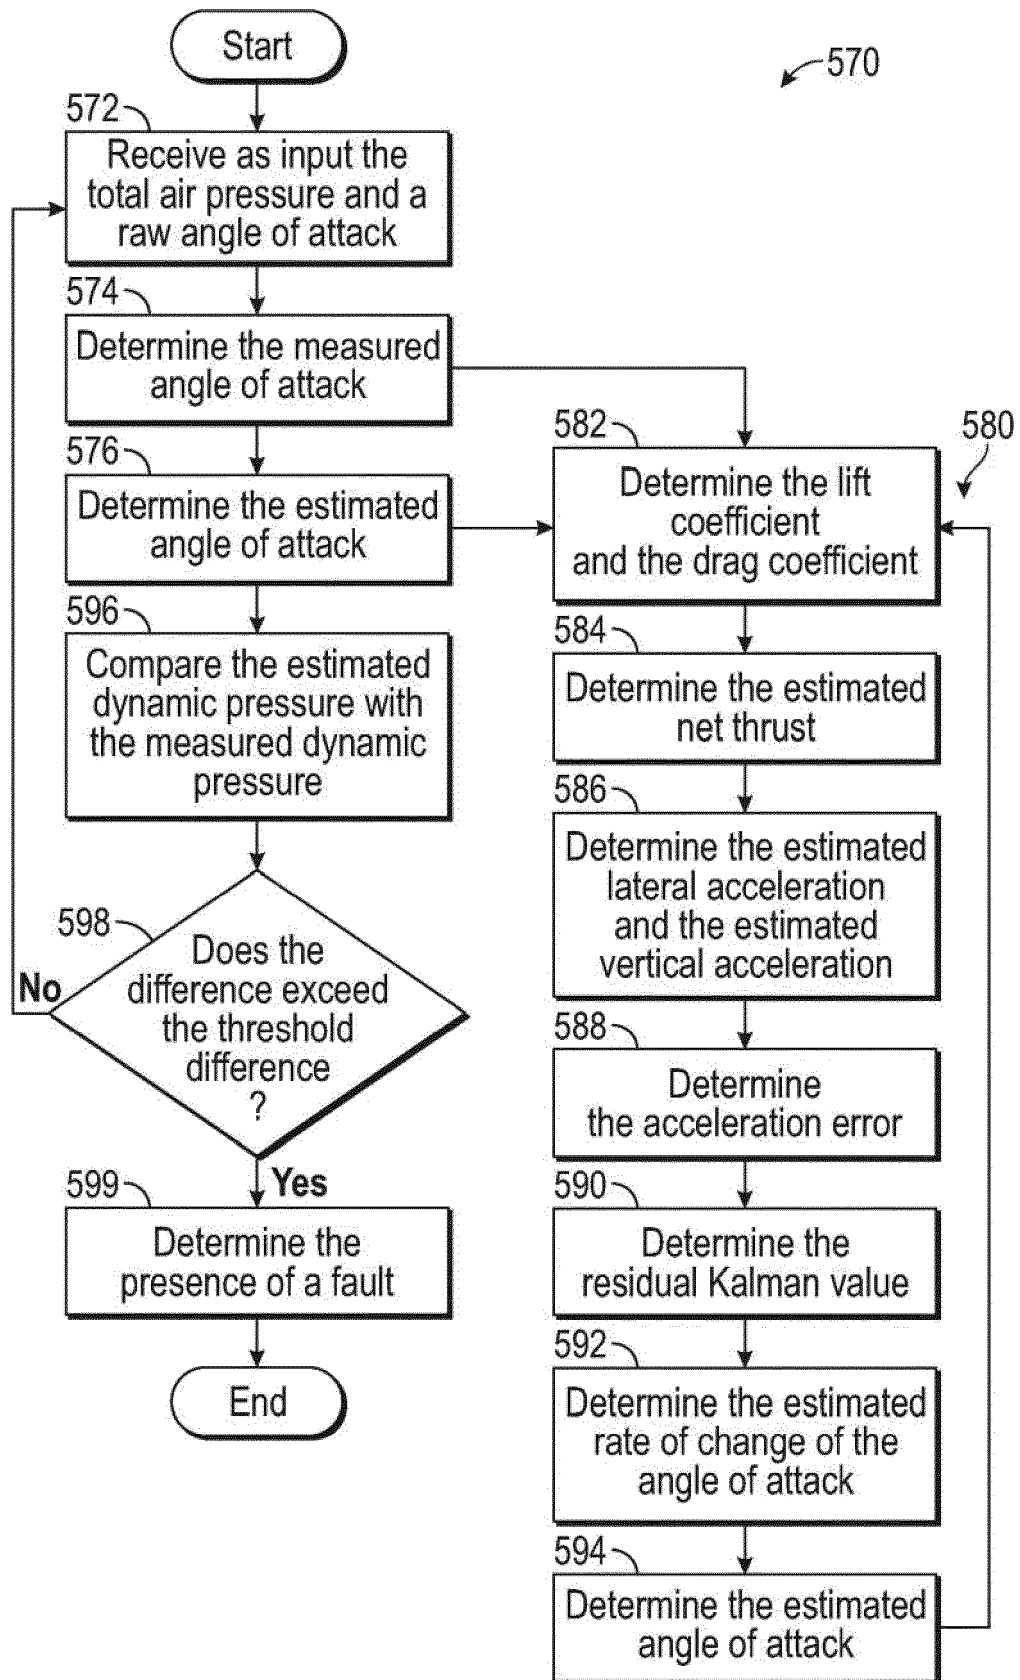 Start
570
572
Receive as input the
total air pressure and a
raw angle of attack
574
Determine the measured
angle of attack
576
Determine the estimated
angle of attack
596
Compare the estimated
dynamic pressure with
the measured dynamic
pressure
598
Does the
difference exceed
the threshold
difference
?
No
Yes
599
Determine the
presence of a fault
End
580
582
Determine the lift
coefficient
and the drag coefficient
584
Determine the estimated
net thrust
586
Determine the estimated
lateral acceleration
and the estimated
vertical acceleration
588
Determine
the acceleration error
590
Determine the
residual Kalman value
592
Determine the estimated
rate of change of the
angle of attack
594
Determine the estimated
angle of attack